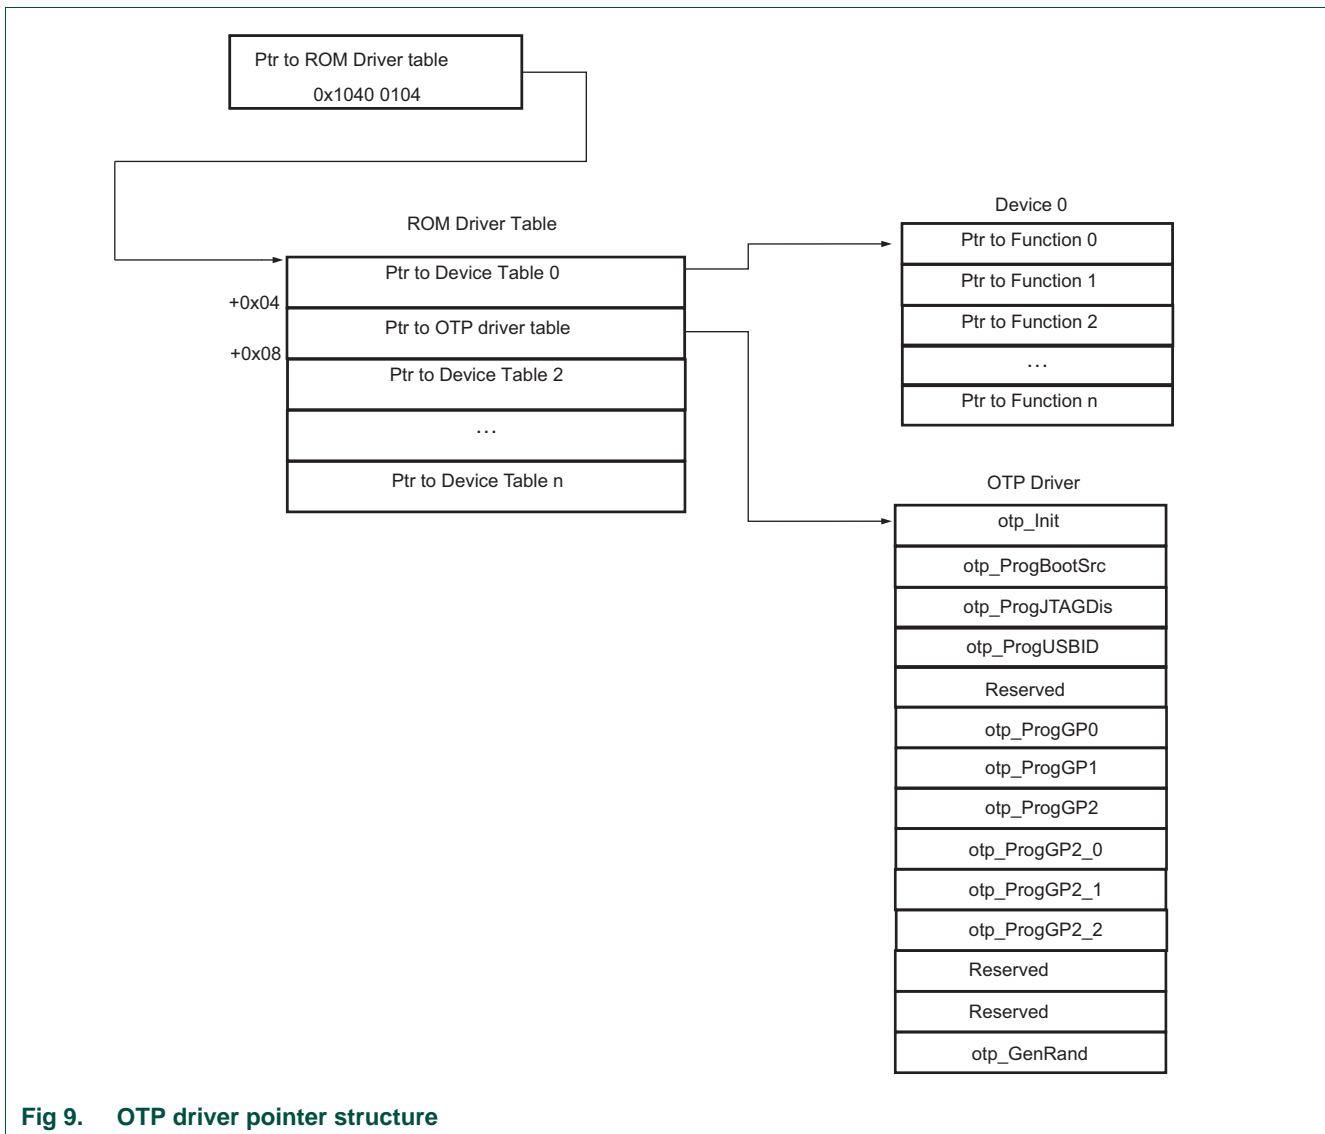 Ptr to ROM Driver table
0x1040 0104
ROM Driver Table
Ptr to Device Table 0
+0x04
Ptr to OTP driver table
+0x08
Ptr to Device Table 2
...
Ptr to Device Table n
Device 0
Ptr to Function 0
Ptr to Function 1
Ptr to Function 2
...
Ptr to Function n
OTP Driver
otp_Init
otp_ProgBootSrc
otp_ProgJTAGDis
otp_ProgUSBID
Reserved
otp_ProgGP0
otp_ProgGP1
otp_ProgGP2
otp_ProgGP2_0
otp_ProgGP2_1
otp_ProgGP2_2
Reserved
Reserved
otp_GenRand
Fig 9. OTP driver pointer structure